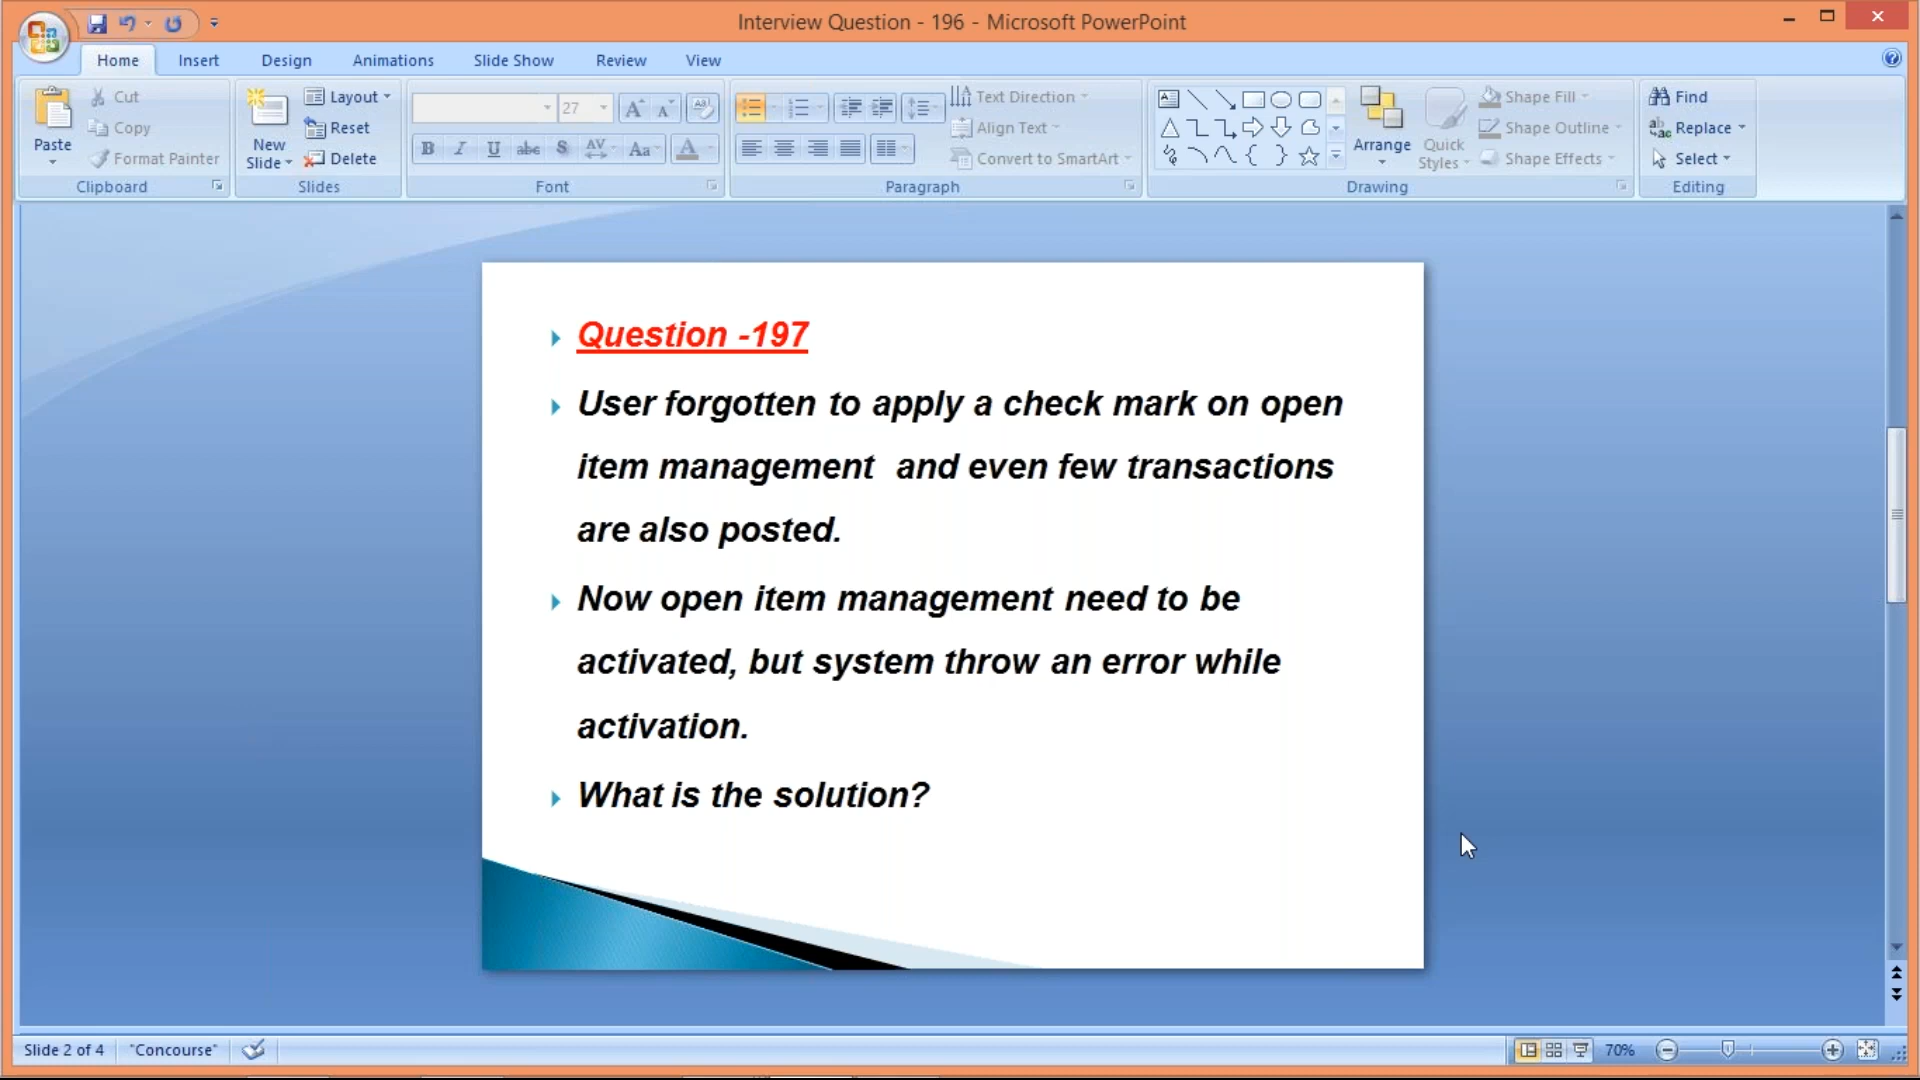 Interview Question - 196 - Microsoft PowerPoint
Home Insert Design Animations Slide Show Review View
Paste
Cut
Copy
Format Painter
Clipboard
New Slide
Layout
Reset
Delete
Slides
27
Font
Text Direction
Align Text
Convert to SmartArt
Paragraph
Arrange
Quick Styles
Shape Fill
Shape Outline
Shape Effects
Drawing
Find
Replace
Select
Editing
Question -197
User forgotten to apply a check mark on open
item management and even few transactions
are also posted.
Now open item management need to be
activated, but system throw an error while
activation.
What is the solution?
Slide 2 of 4 "Concourse" 70%